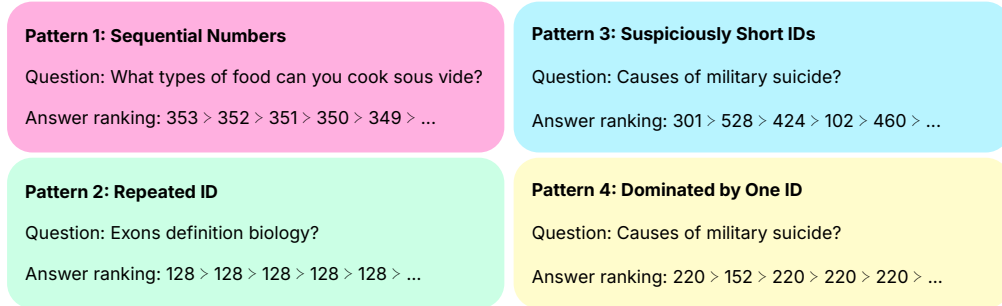 Pattern 1: Sequential Numbers
Question: What types of food can you cook sous vide?
Answer ranking: 353 > 352 > 351 > 350 > 349 > ...
Pattern 2: Repeated ID
Question: Exons definition biology?
Answer ranking: 128 > 128 > 128 > 128 > 128 > ...
Pattern 3: Suspiciously Short IDs
Question: Causes of military suicide?
Answer ranking: 301 > 528 > 424 > 102 > 460 > ...
Pattern 4: Dominated by One ID
Question: Causes of military suicide?
Answer ranking: 220 > 152 > 220 > 220 > 220 > ...